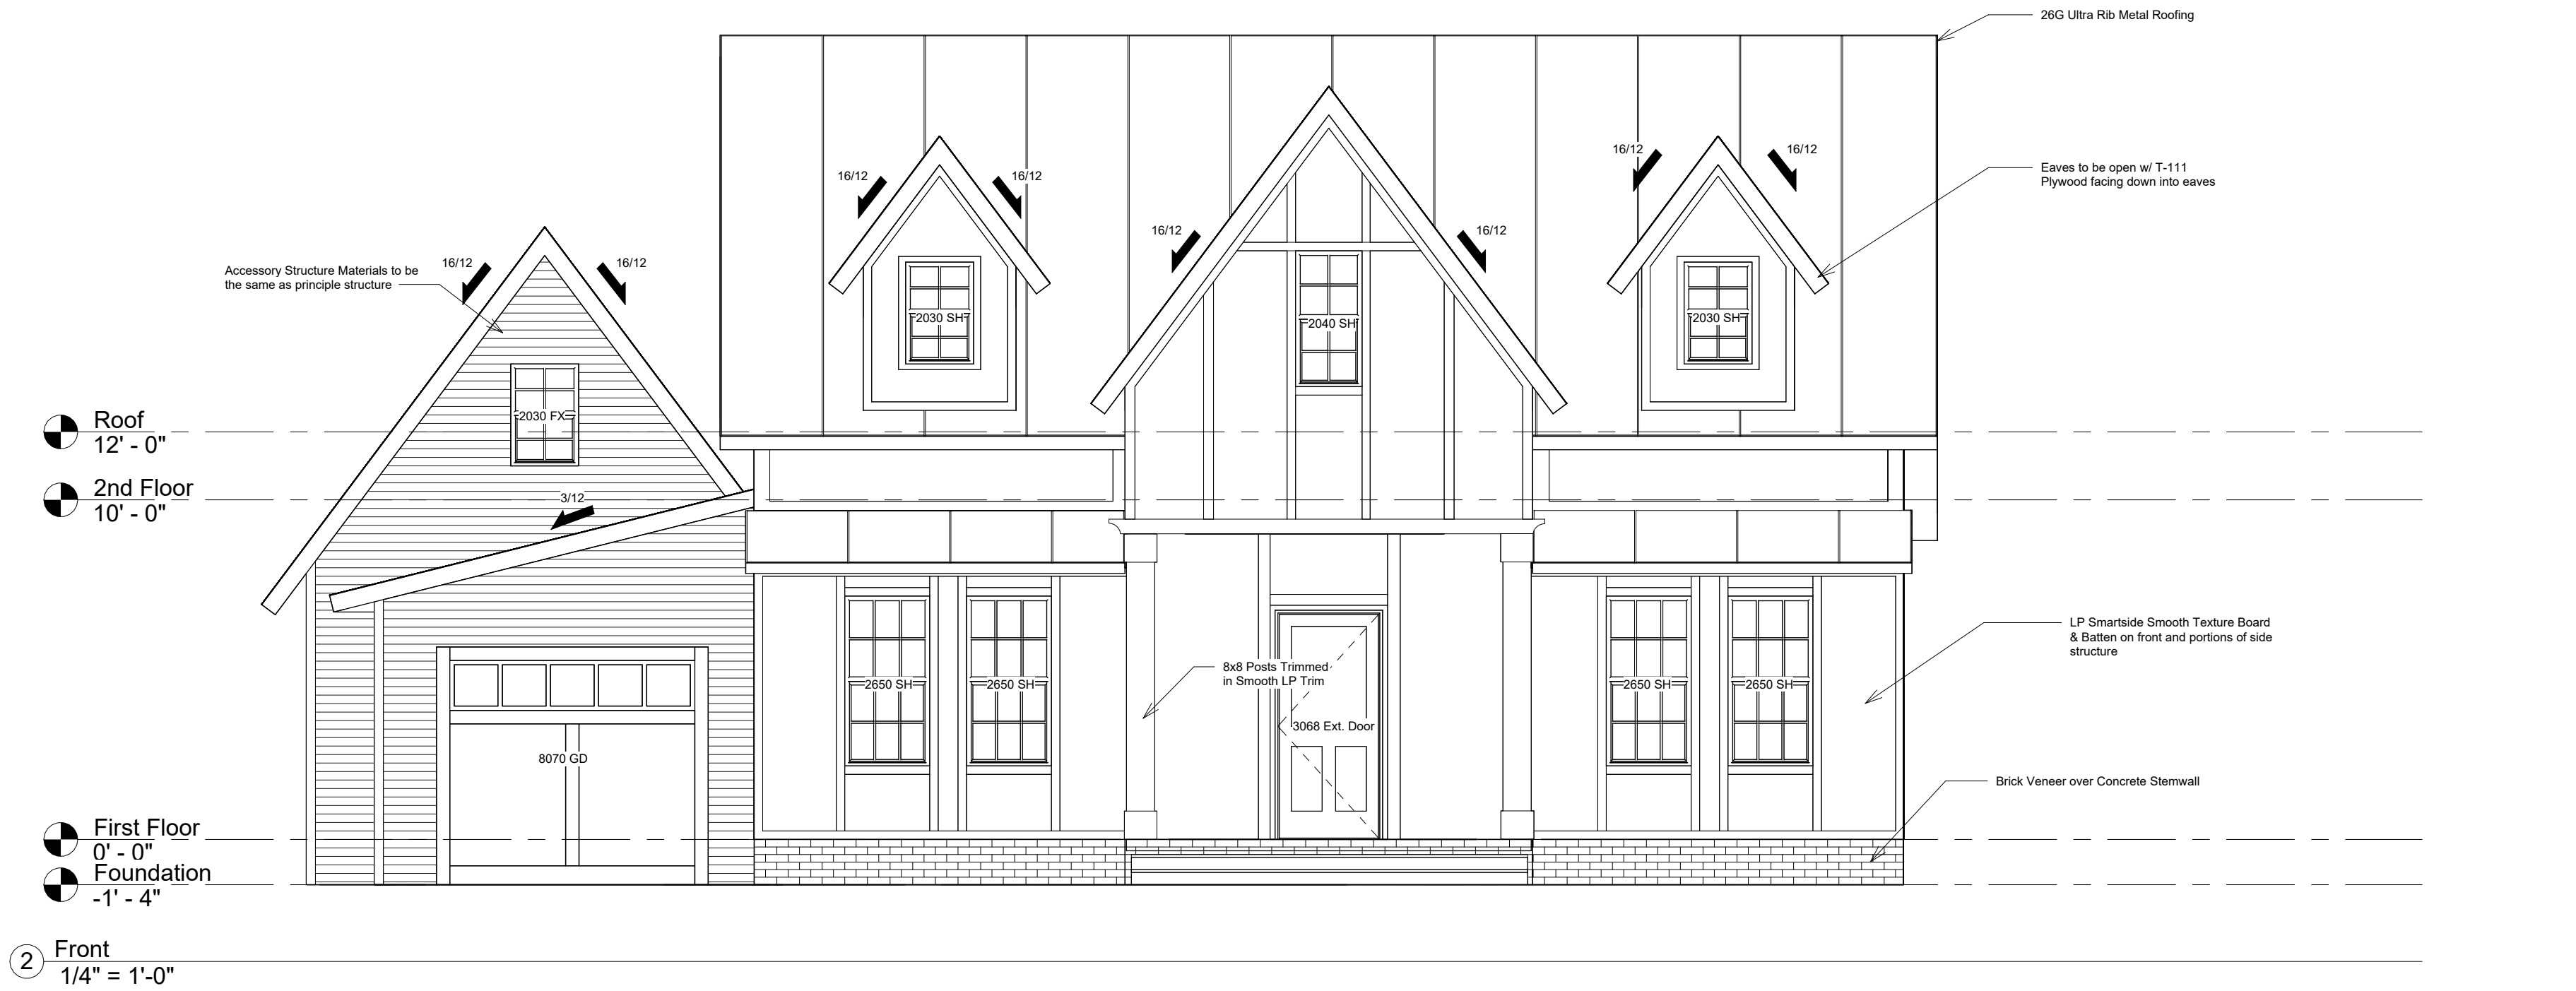 26G Ultra Rib Metal Roofing
16/12
16/12
16/12
16/12
Eaves to be open w/ T-111
Plywood facing down into eaves
16/12
16/12
16/12
16/12
Accessory Structure Materials to be
the same as principle structure
2030 SH
2040 SH
2030 SH
2030 FX
Roof
12' - 0"
2nd Floor
10' - 0"
3/12
LP Smartside Smooth Texture Board
& Batten on front and portions of side
structure
8x8 Posts Trimmed
in Smooth LP Trim
2650 SH
2650 SH
2650 SH
2650 SH
3068 Ext. Door
8070 GD
Brick Veneer over Concrete Stemwall
First Floor
0' - 0"
Foundation
-1' - 4"
2
Front
1/4" = 1'-0"